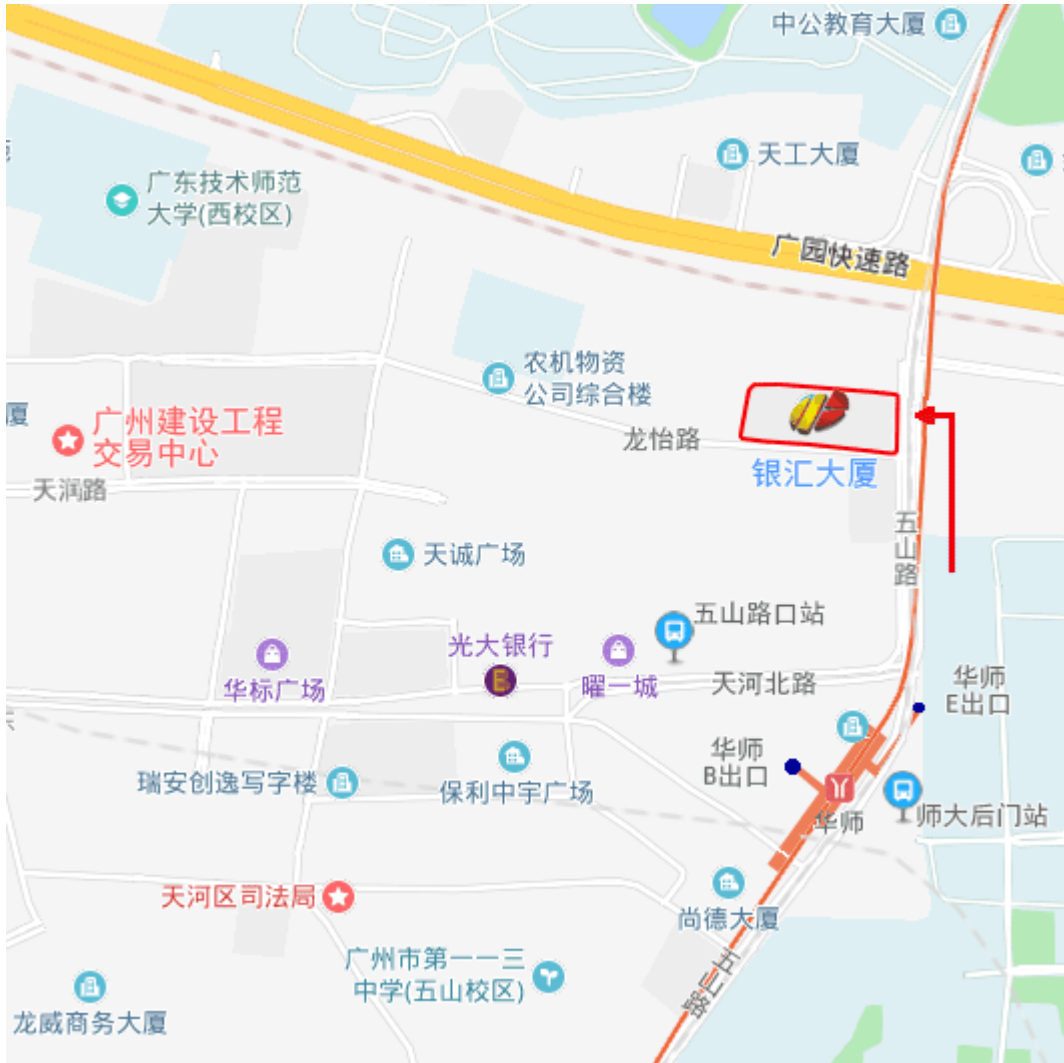 中公教育大厦
天工大厦
广东技术师范
大学(西校区)
广园快速路
农机物资
公司综合楼
广州建设工程
交易中心
厦
龙怡路
银汇大厦
天润路
五山路
天诚广场
五山路口站
光大银行
华标广场
曜一城
天河北路
华师
E出口
华师
B出口
瑞安创逸写字楼
保利中宇广场
华师
师大后门站
天河区司法局
尚德大厦
广州市第一一三
中学(五山校区)
五山路
龙威商务大厦